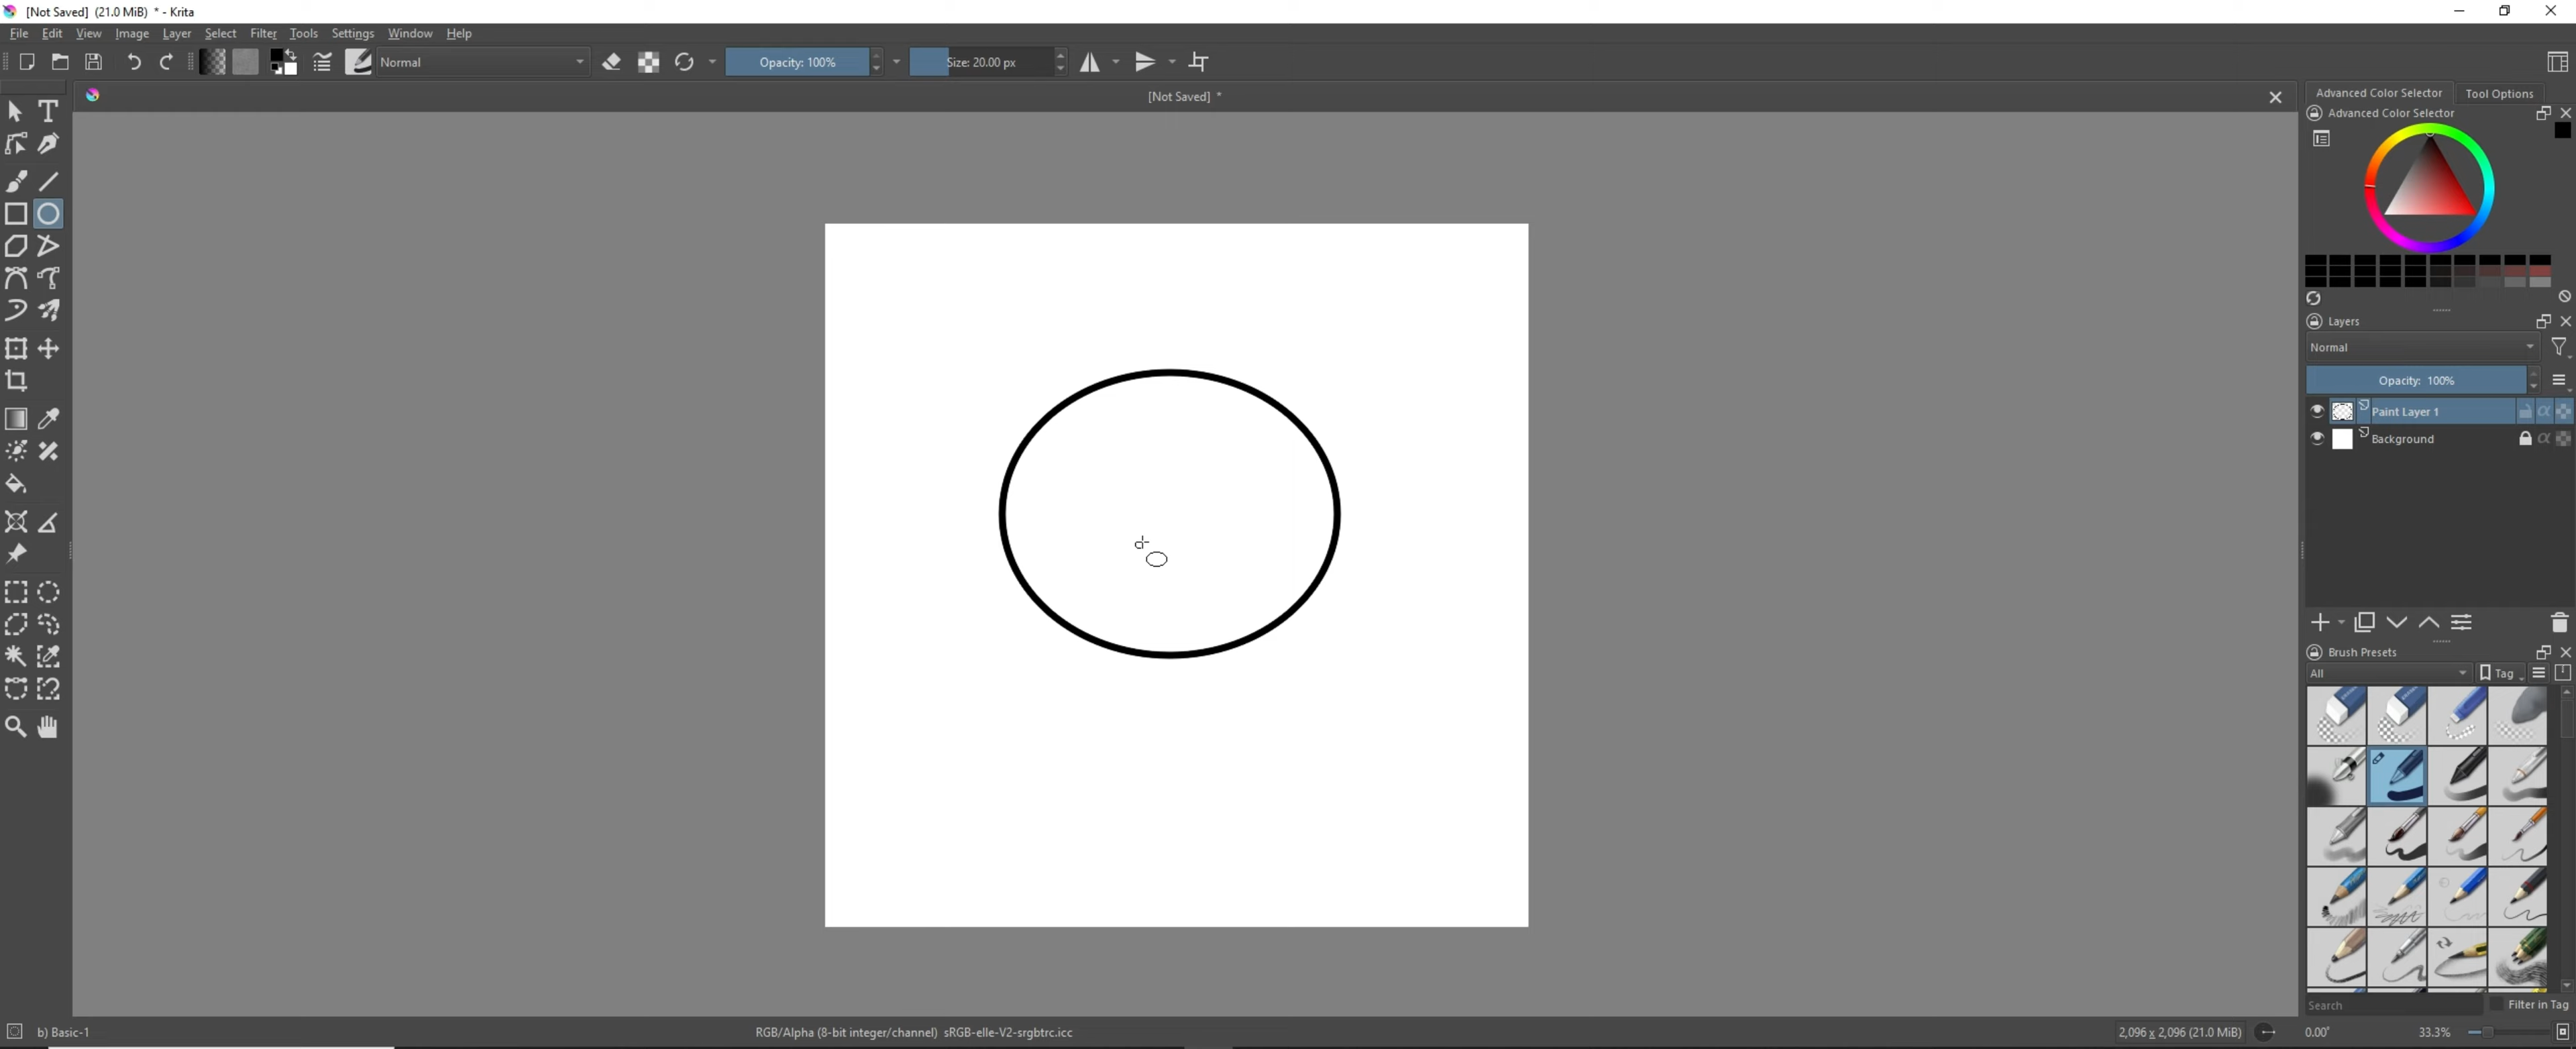 [Not Saved] (21.0 MiB) * - Krita
File Edit View Image Layer Select Filter Tools Settings Window Help
Normal Opacity: 100% Size: 20.00 px
[Not Saved] *
Advanced Color Selector Tool Options
Advanced Color Selector
Layers
Normal
Opacity: 100%
Paint Layer 1
Background
Brush Presets
All Tag
Search Filter in Tag
b) Basic-1 RGB/Alpha (8-bit integer/channel) sRGB-elle-V2-srgbtrc.icc 2,096 x 2,096 (21.0 MiB) 0.00° 33.3%